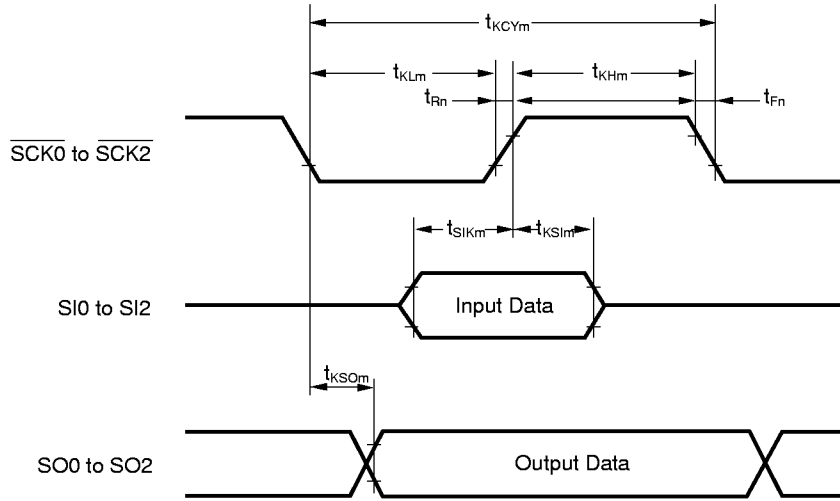 tKCYm
tKLm
tKHm
tRn
tFn
SCK0 to SCK2
tSIKm
tKSIm
SI0 to SI2
Input Data
tKSOm
SO0 to SO2
Output Data